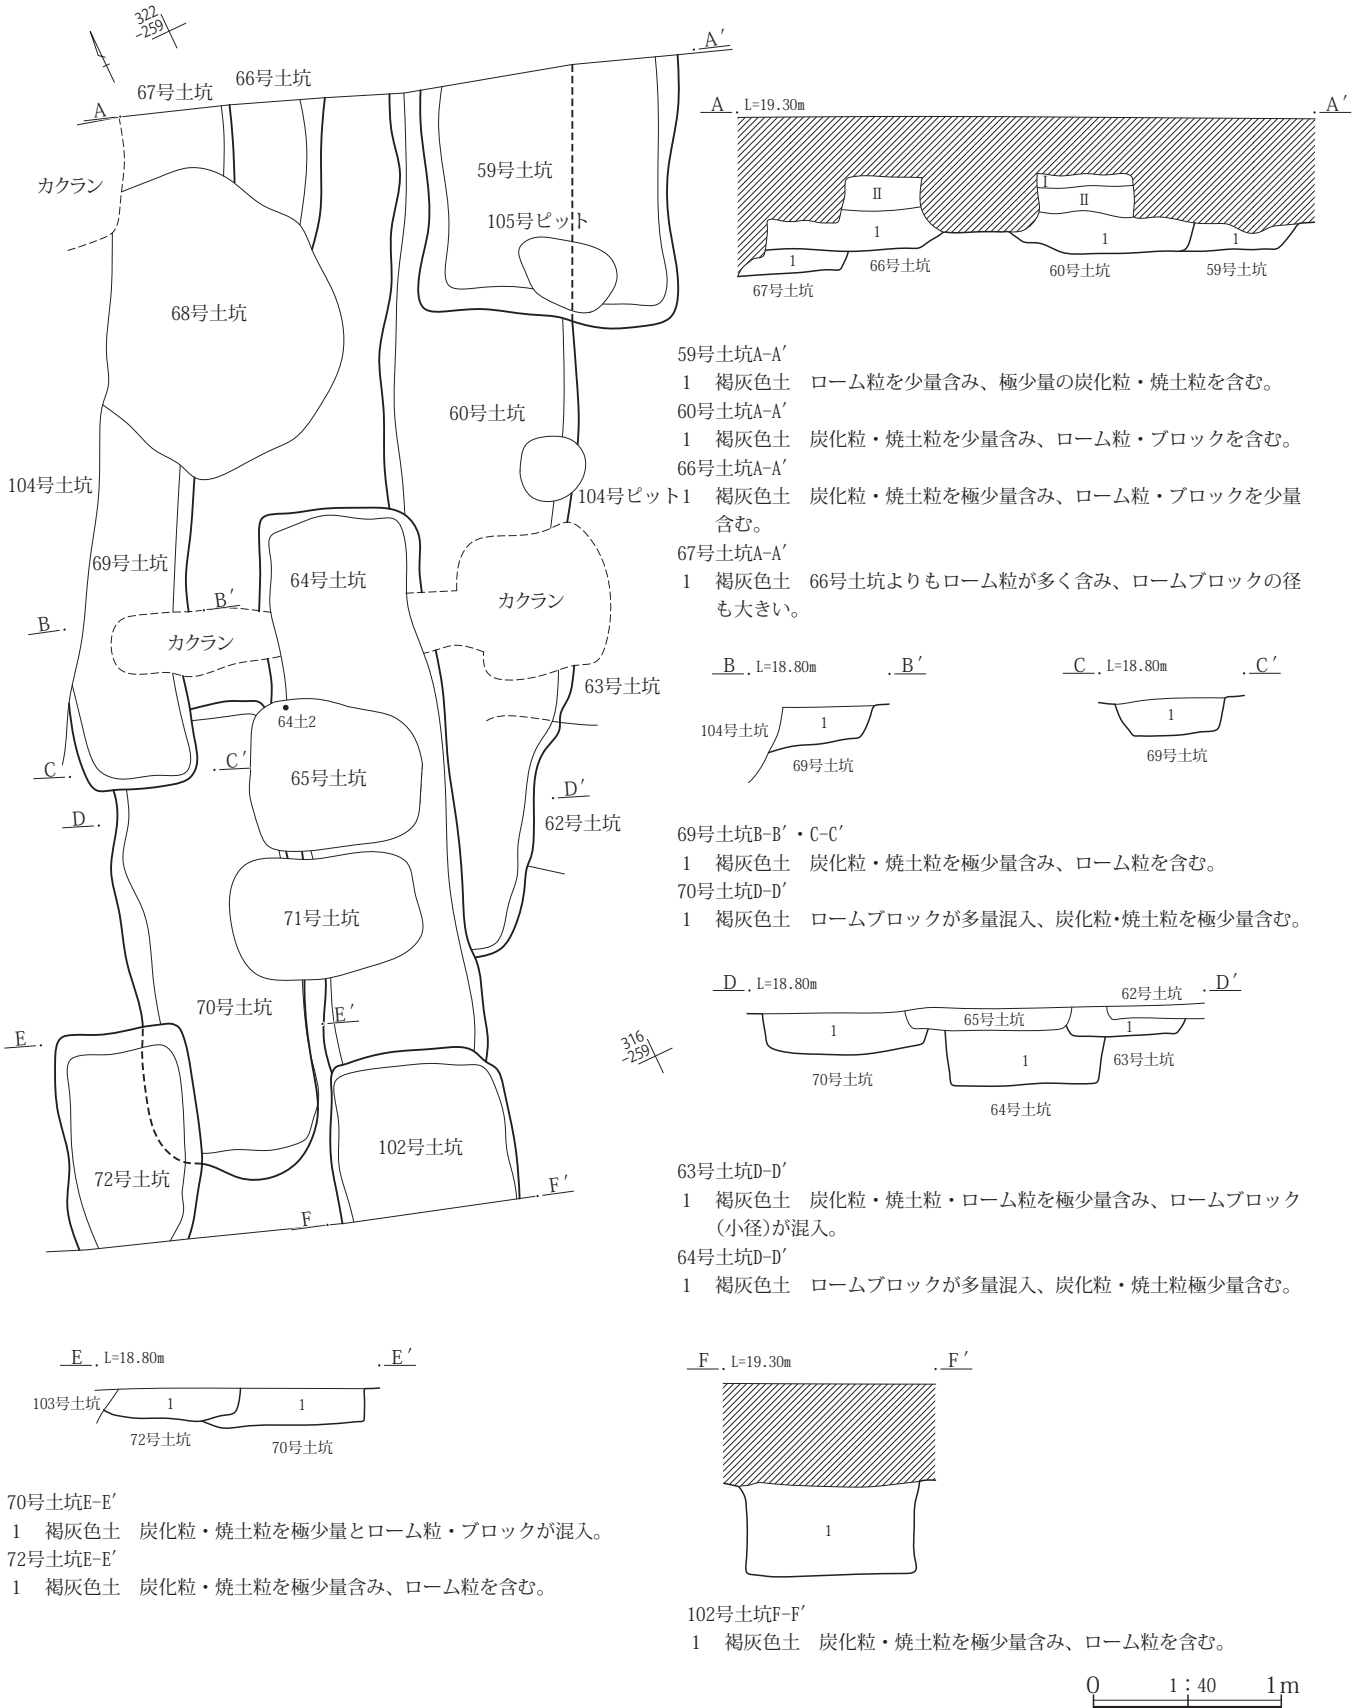 322
-259
A′
66号土坑
67号土坑
A
カクラン
59号土坑
105号ピット
68号土坑
60号土坑
104号土坑
104号ピット
69号土坑
64号土坑
B′
B
カクラン
カクラン
63号土坑
64土2
C′
C
65号土坑
D′
D
62号土坑
71号土坑
70号土坑
E′
E
316
-259
102号土坑
72号土坑
F′
F
A L=19.30m A′
I
II
II
1
1
1
1
66号土坑
60号土坑
59号土坑
67号土坑
59号土坑A-A′
1 褐灰色土 ローム粒を少量含み、極少量の炭化粒・焼土粒を含む。
60号土坑A-A′
1 褐灰色土 炭化粒・焼土粒を少量含み、ローム粒・ブロックを含む。
66号土坑A-A′
1 褐灰色土 炭化粒・焼土粒を極少量含み、ローム粒・ブロックを少量
含む。
67号土坑A-A′
1 褐灰色土 66号土坑よりもローム粒が多く含み、ロームブロックの径
も大きい。
B L=18.80m B′
104号土坑
1
69号土坑
C L=18.80m C′
1
69号土坑
69号土坑B-B′・C-C′
1 褐灰色土 炭化粒・焼土粒を極少量含み、ローム粒を含む。
70号土坑D-D′
1 褐灰色土 ロームブロックが多量混入、炭化粒・焼土粒を極少量含む。
D L=18.80m D′
62号土坑
65号土坑
1
1
1
63号土坑
70号土坑
64号土坑
63号土坑D-D′
1 褐灰色土 炭化粒・焼土粒・ローム粒を極少量含み、ロームブロック
(小径)が混入。
64号土坑D-D′
1 褐灰色土 ロームブロックが多量混入、炭化粒・焼土粒極少量含む。
E L=18.80m E′
103号土坑
1
1
72号土坑
70号土坑
70号土坑E-E′
1 褐灰色土 炭化粒・焼土粒を極少量とローム粒・ブロックが混入。
72号土坑E-E′
1 褐灰色土 炭化粒・焼土粒を極少量含み、ローム粒を含む。
F L=19.30m F′
1
102号土坑F-F′
1 褐灰色土 炭化粒・焼土粒を極少量含み、ローム粒を含む。
0 1：40 1m